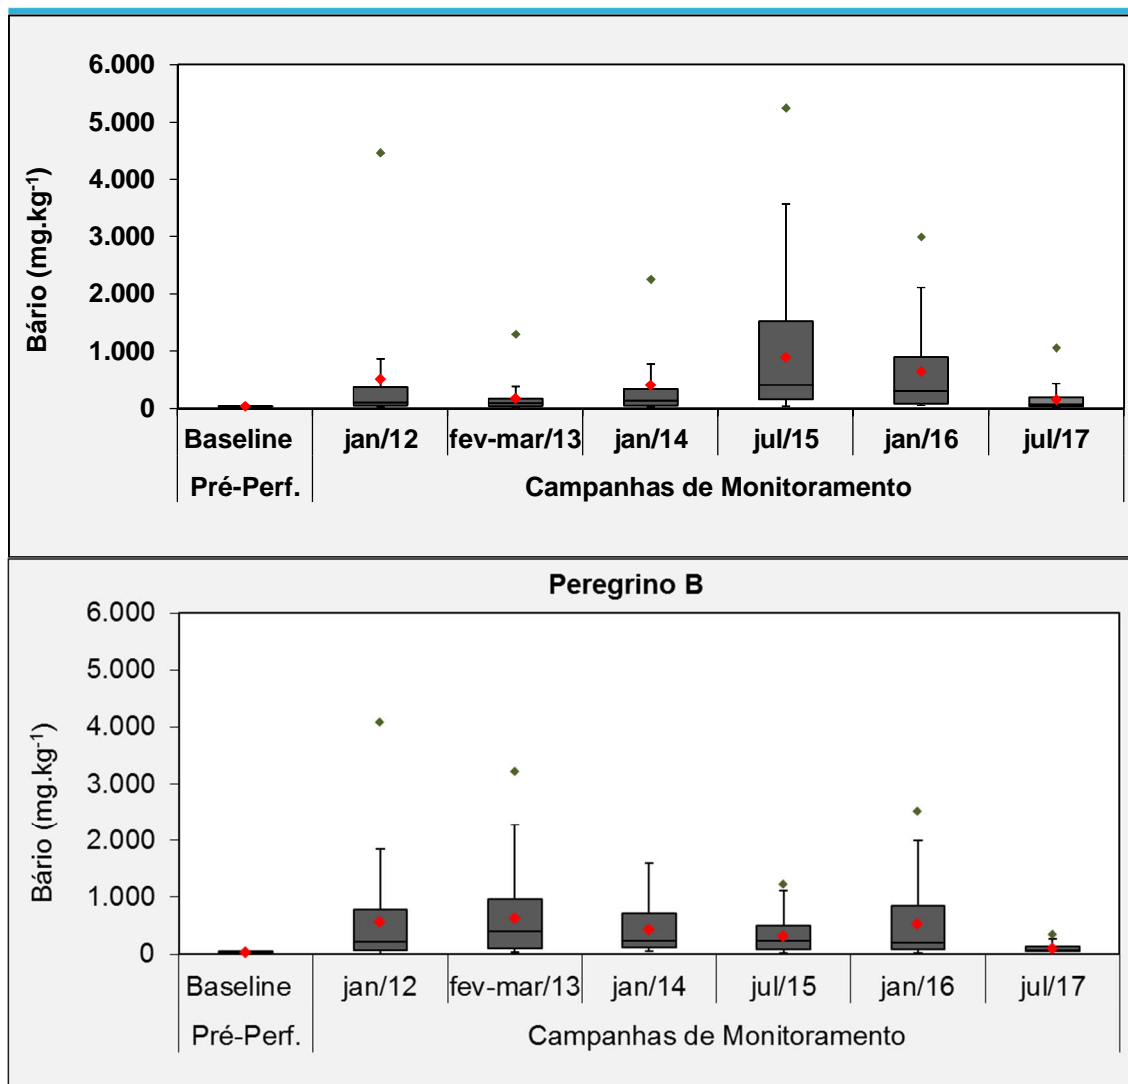 6.000
5.000
4.000
3.000
2.000
1.000
0
Bário (mg.kg-1)
Baseline jan/12 fev-mar/13 jan/14 jul/15 jan/16 jul/17
Pré-Perf. Campanhas de Monitoramento
Peregrino B
6.000
5.000
4.000
3.000
2.000
1.000
0
Bário (mg.kg-1)
Baseline jan/12 fev-mar/13 jan/14 jul/15 jan/16 jul/17
Pré-Perf. Campanhas de Monitoramento